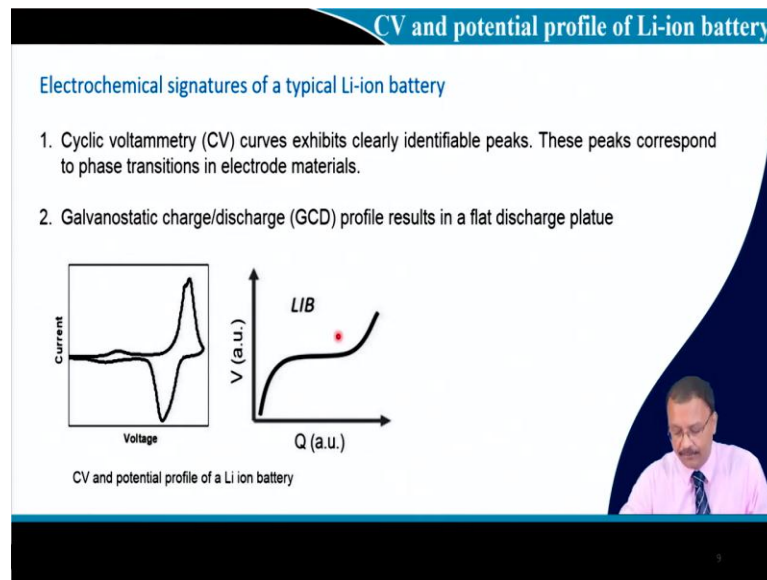 CV and potential profile of Li-ion battery
Electrochemical signatures of a typical Li-ion battery
1. Cyclic voltammetry (CV) curves exhibits clearly identifiable peaks. These peaks correspond
to phase transitions in electrode materials.
2. Galvanostatic charge/discharge (GCD) profile results in a flat discharge platue
Current
Voltage
V (a.u.)
LIB
Q (a.u.)
CV and potential profile of a Li ion battery
9